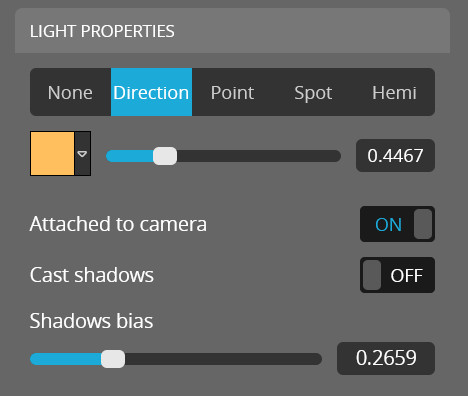 LIGHT PROPERTIES
None Direction Point Spot Hemi
0.4467
Attached to camera ON
Cast shadows OFF
Shadows bias
0.2659